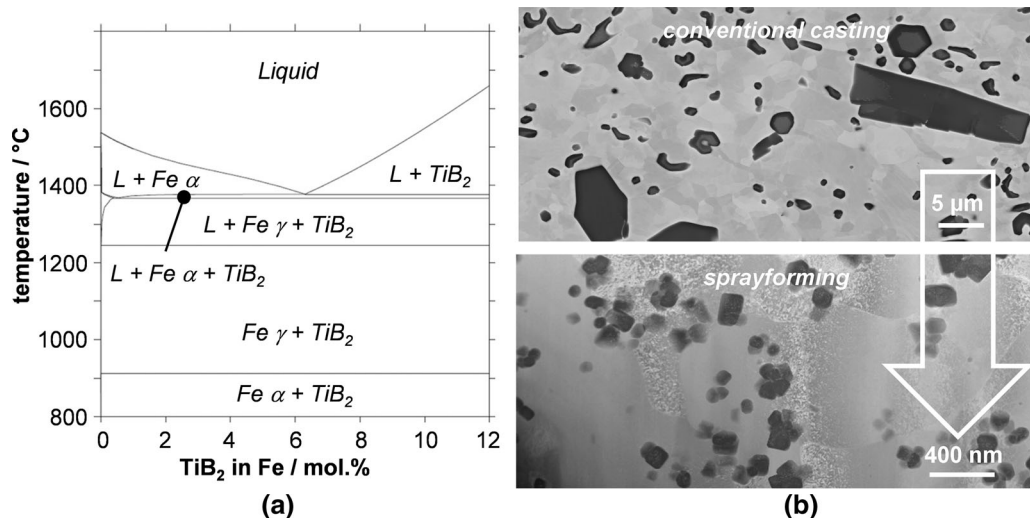 conventional casting
Liquid
1600
1400
1200
1000
800
temperature / °C
L + Fe α
L + TiB₂
L + Fe γ + TiB₂
L + Fe α + TiB₂
Fe γ + TiB₂
Fe α + TiB₂
0 2 4 6 8 10 12
TiB₂ in Fe / mol.%
(a)
5 µm
sprayforming
400 nm
(b)